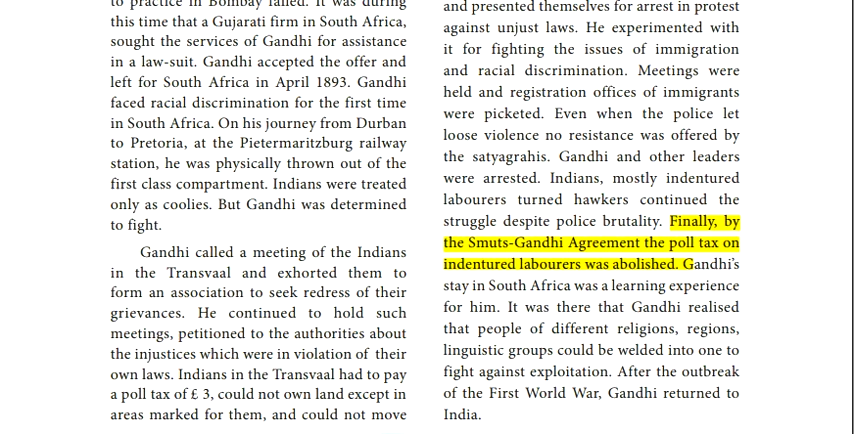 to practice in Bombay failed. It was during
this time that a Gujarati firm in South Africa,
sought the services of Gandhi for assistance
in a law-suit. Gandhi accepted the offer and
left for South Africa in April 1893. Gandhi
faced racial discrimination for the first time
in South Africa. On his journey from Durban
to Pretoria, at the Pietermaritzburg railway
station, he was physically thrown out of the
first class compartment. Indians were treated
only as coolies. But Gandhi was determined
to fight.
Gandhi called a meeting of the Indians
in the Transvaal and exhorted them to
form an association to seek redress of their
grievances. He continued to hold such
meetings, petitioned to the authorities about
the injustices which were in violation of their
own laws. Indians in the Transvaal had to pay
a poll tax of £ 3, could not own land except in
areas marked for them, and could not move
and presented themselves for arrest in protest
against unjust laws. He experimented with
it for fighting the issues of immigration
and racial discrimination. Meetings were
held and registration offices of immigrants
were picketed. Even when the police let
loose violence no resistance was offered by
the satyagrahis. Gandhi and other leaders
were arrested. Indians, mostly indentured
labourers turned hawkers continued the
struggle despite police brutality. Finally, by
the Smuts-Gandhi Agreement the poll tax on
indentured labourers was abolished. Gandhi’s
stay in South Africa was a learning experience
for him. It was there that Gandhi realised
that people of different religions, regions,
linguistic groups could be welded into one to
fight against exploitation. After the outbreak
of the First World War, Gandhi returned to
India.